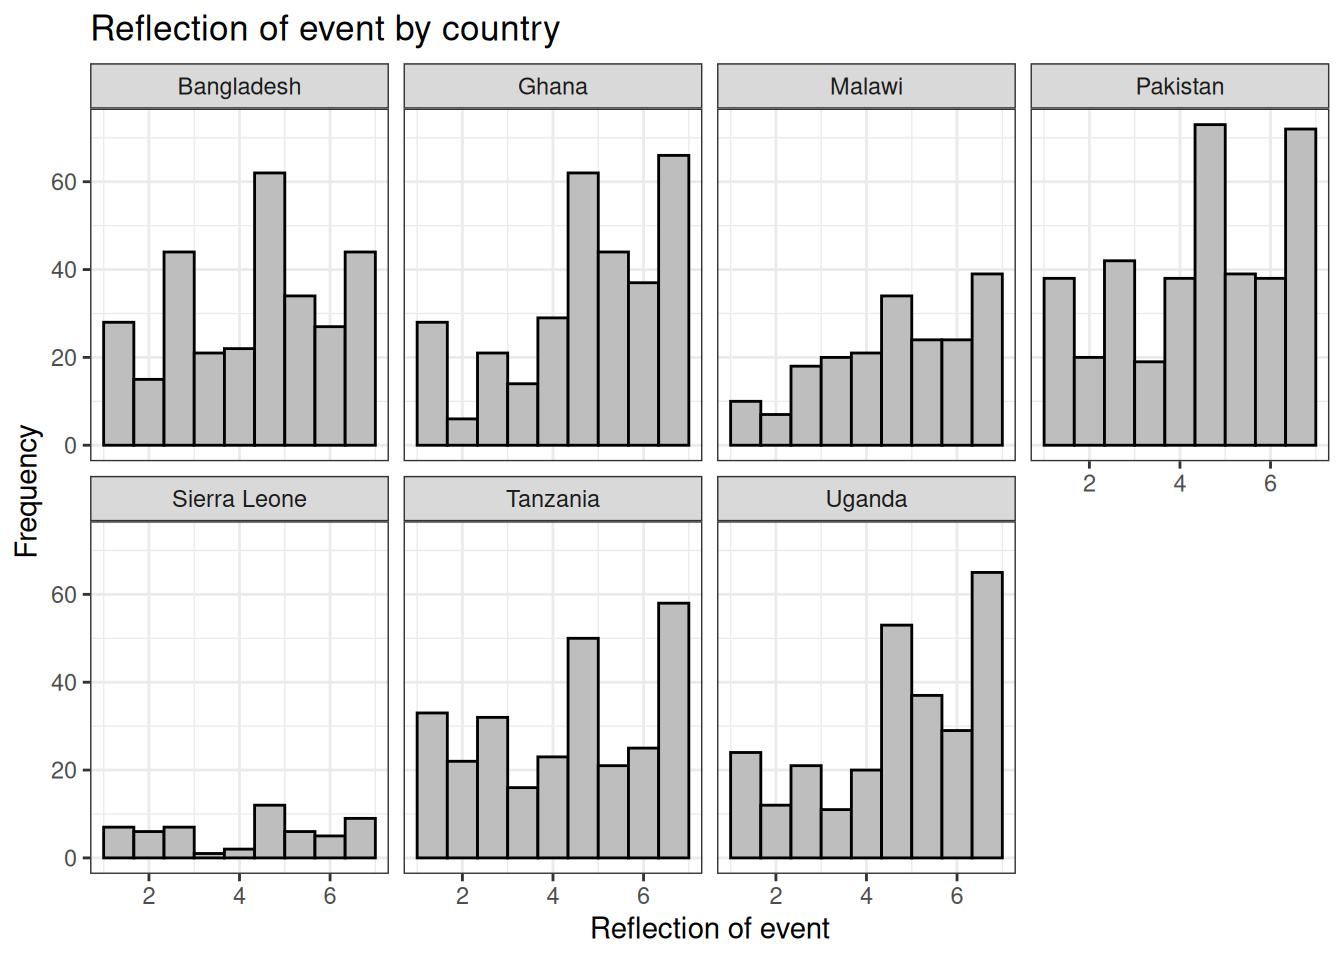 Reflection of event by country
Bangladesh Ghana Malawi Pakistan
60
40
20
0
2 4 6
Sierra Leone Tanzania Uganda
60
40
20
0
2 4 6 2 4 6 2 4 6
Reflection of event
Frequency